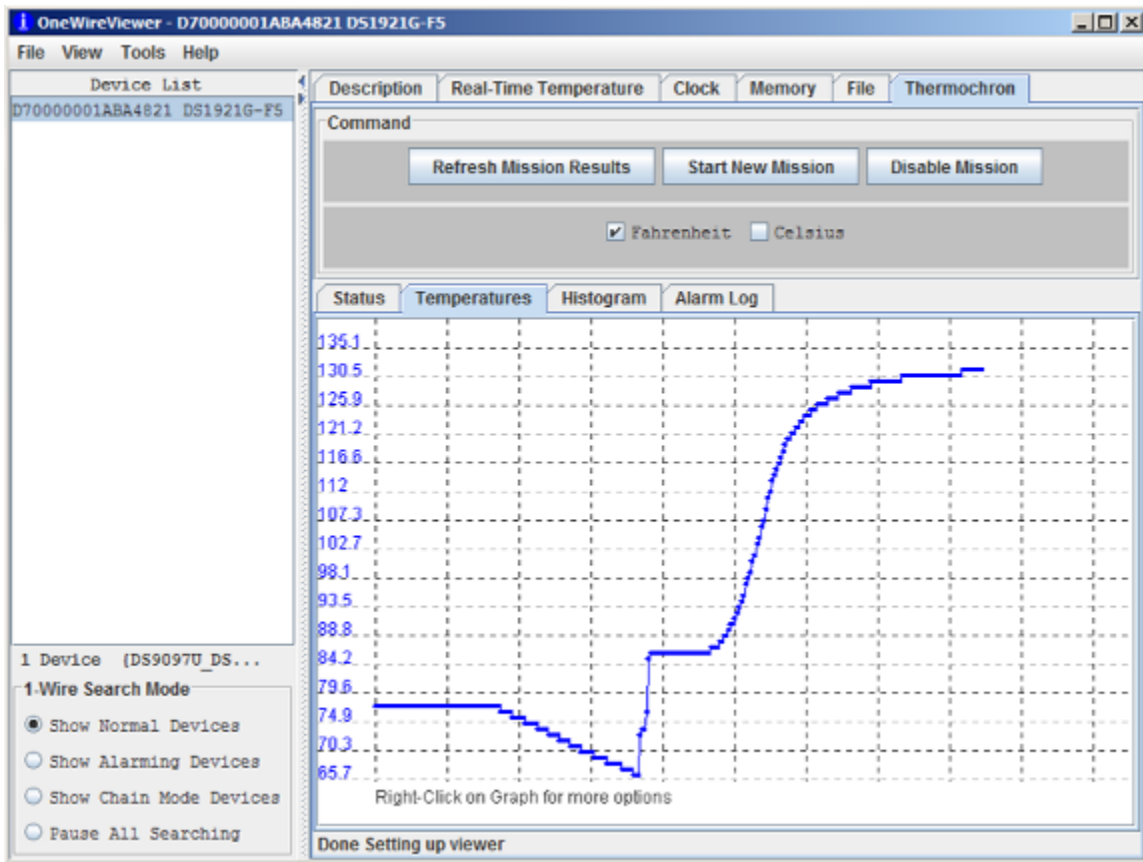 OneWireViewer - D70000001ABA4821 DS1921G-F5
File View Tools Help
Device List
D70000001ABA4821 DS1921G-F5
1 Device (DS9097U_DS...
1-Wire Search Mode
Show Normal Devices
Show Alarming Devices
Show Chain Mode Devices
Pause All Searching
Description Real-Time Temperature Clock Memory File Thermochron
Command
Refresh Mission Results Start New Mission Disable Mission
Fahrenheit Celsius
Status Temperatures Histogram Alarm Log
135.1
130.5
125.9
121.2
116.6
112
107.3
102.7
98.1
93.5
88.8
84.2
79.6
74.9
70.3
65.7
Right-Click on Graph for more options
Done Setting up viewer